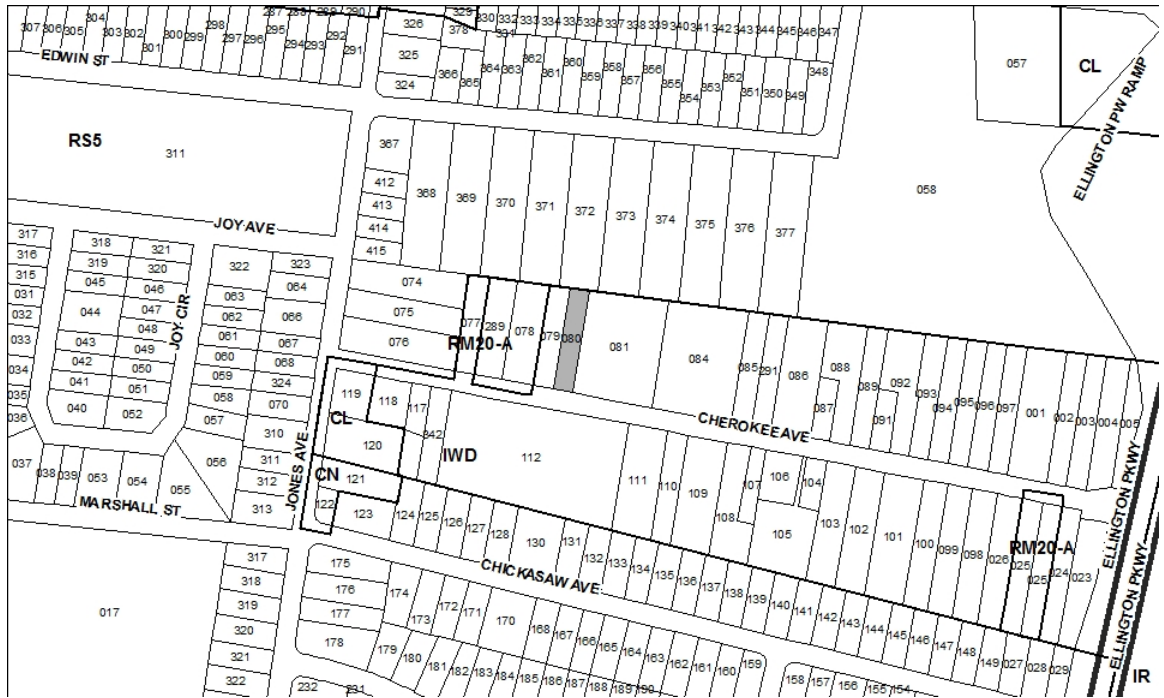 287 288 289 290 326 329 330 332 333 334 335 336 337 338 339 340 341 342 343 344 345 346 347
307 306 305 304 303 302 301 300 299 298 297 296 295 294 293 292 291 325 378 331
EDWIN ST
324 366 365 364 363 362 361 360 359 358 357 356 355 354 353 352 351 350 349 348 057 CL
ELLINGTON PW RAMP
RS5 311 367 368 369 370 371 372 373 374 375 376 377 058
412
413
414
415
JOY AVE
317 318 321 322 323
316 319 320 064 074
315 045 046 063
031 044 047 062 066 075
032 048
033 043 049 061 067 076
034 042 050 060 068
035 041 051 059 324
036 040 052 058 070
JOY CIR
077 289 078 079 080 081 084 085 291 086 088 087 089 091 092 093 094 095 096 097 001 002 003 004 005
RM20-A
CHEROKEE AVE
119 118 117 342 112 111 110 109 108 107 106 104 105 103 102 101 100 099 098 026 025 025 024 023
CL
120
IWD
RM20-A
CN
121
122 123 124 125 126 127 128 130 131 132 133 134 135 136 137 138 139 140 141 142 143 144 145 146 147 148 149 027 028 029
057 310
056 311
312
313
JONES AVE
037 038 039 053 054 055
MARSHALL ST
CHICKASAW AVE
ELLINGTON PKWY
ELLINGTON PKWY
017 317 175 174 173 172 171 170 168 167 166 165 164 163 162 161 160 159
318 176
319 177
320 178 179 180 181 182 183 184 185 186 187 188 189 190 158 157 156 155 154
321
322 232 231
IR